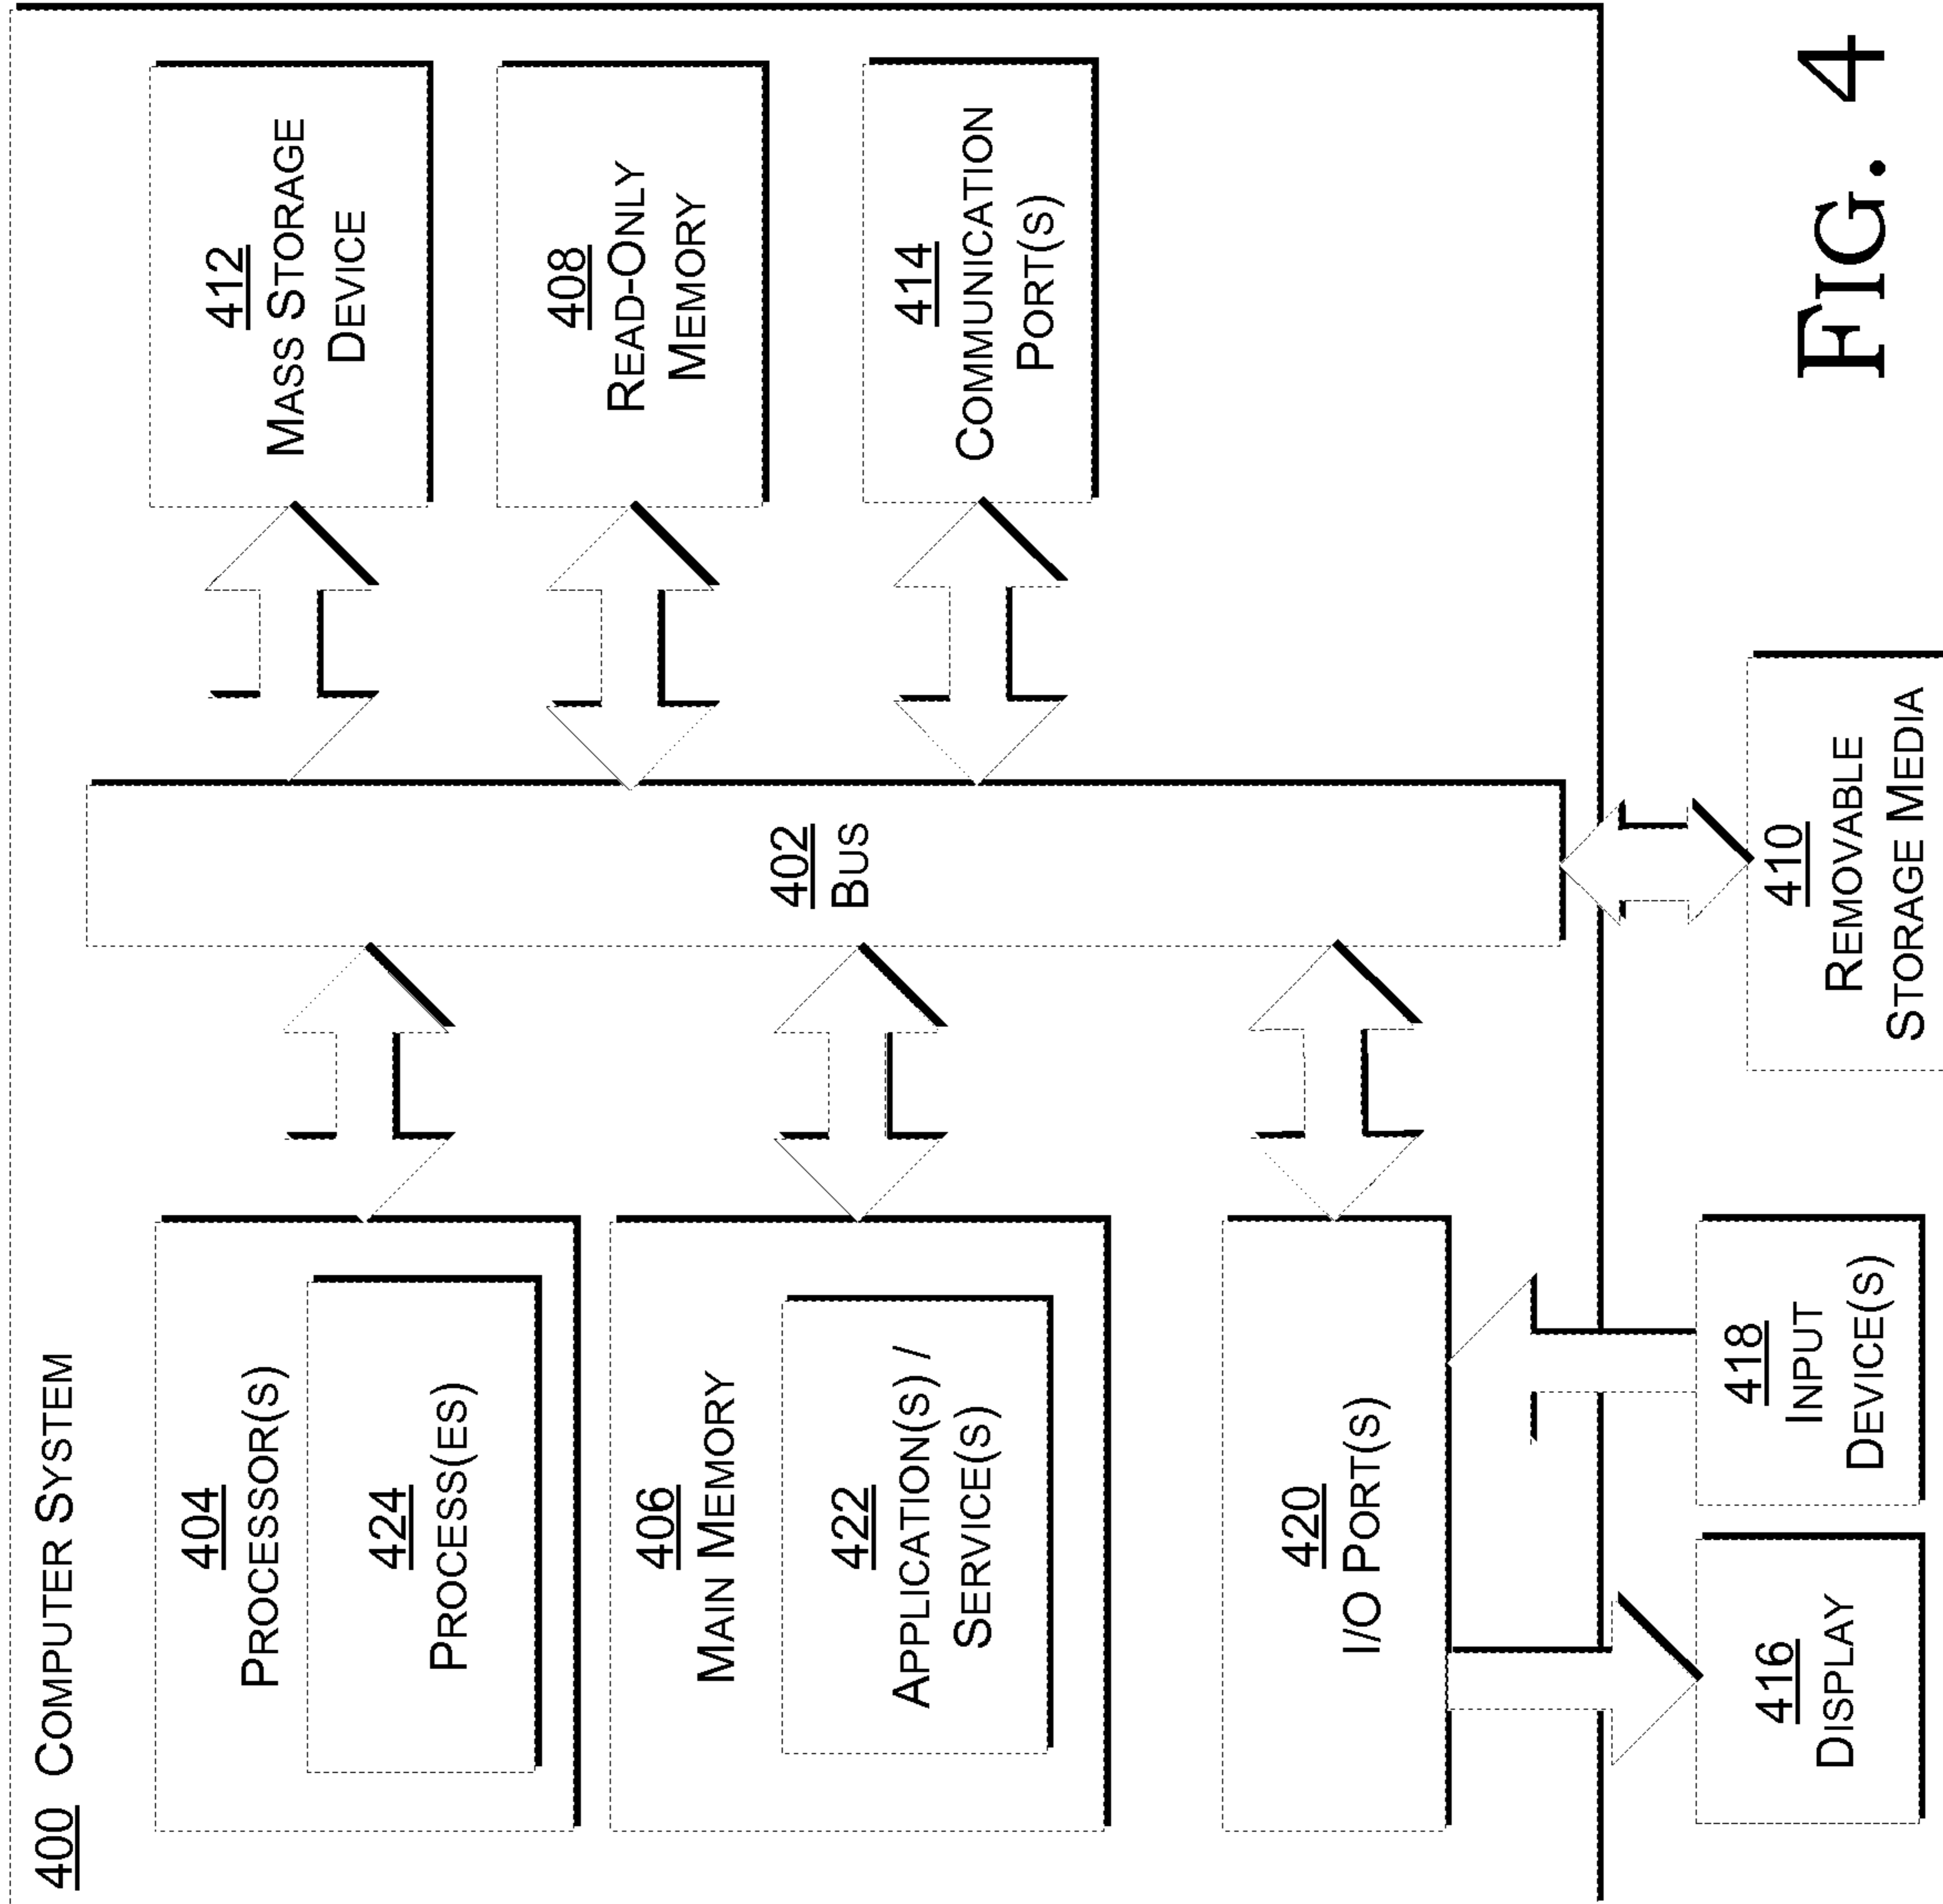 400 COMPUTER SYSTEM
404
PROCESSOR(S)
424
PROCESS(ES)
406
MAIN MEMORY
422
APPLICATION(S) /
SERVICE(S)
420
I/O PORT(S)
402
BUS
412
MASS STORAGE
DEVICE
408
READ-ONLY
MEMORY
414
COMMUNICATION
PORT(S)
416
DISPLAY
418
INPUT
DEVICE(S)
410
REMOVABLE
STORAGE MEDIA
FIG. 4